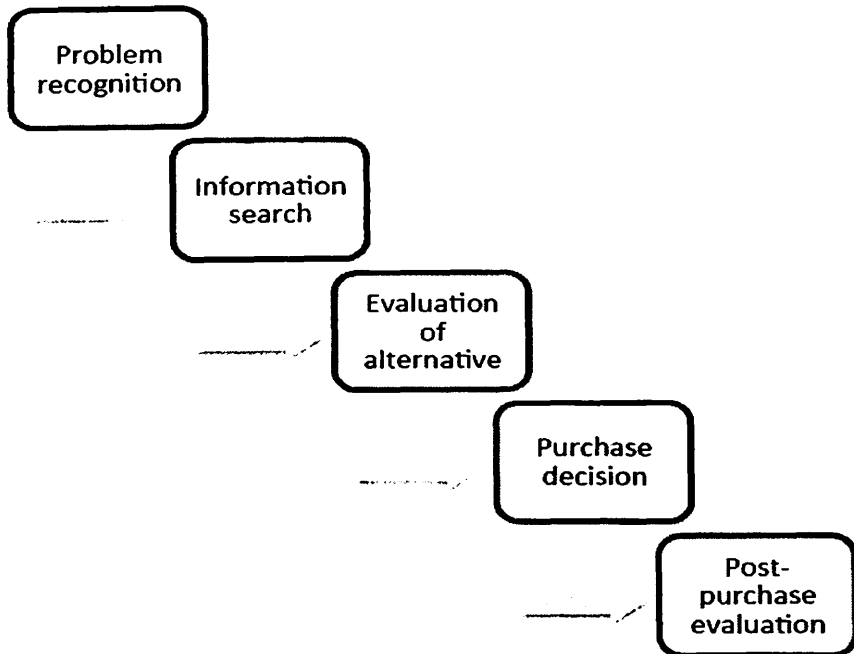 Problem
recognition
Information
search
Evaluation
of
alternative
Purchase
decision
Post-
purchase
evaluation